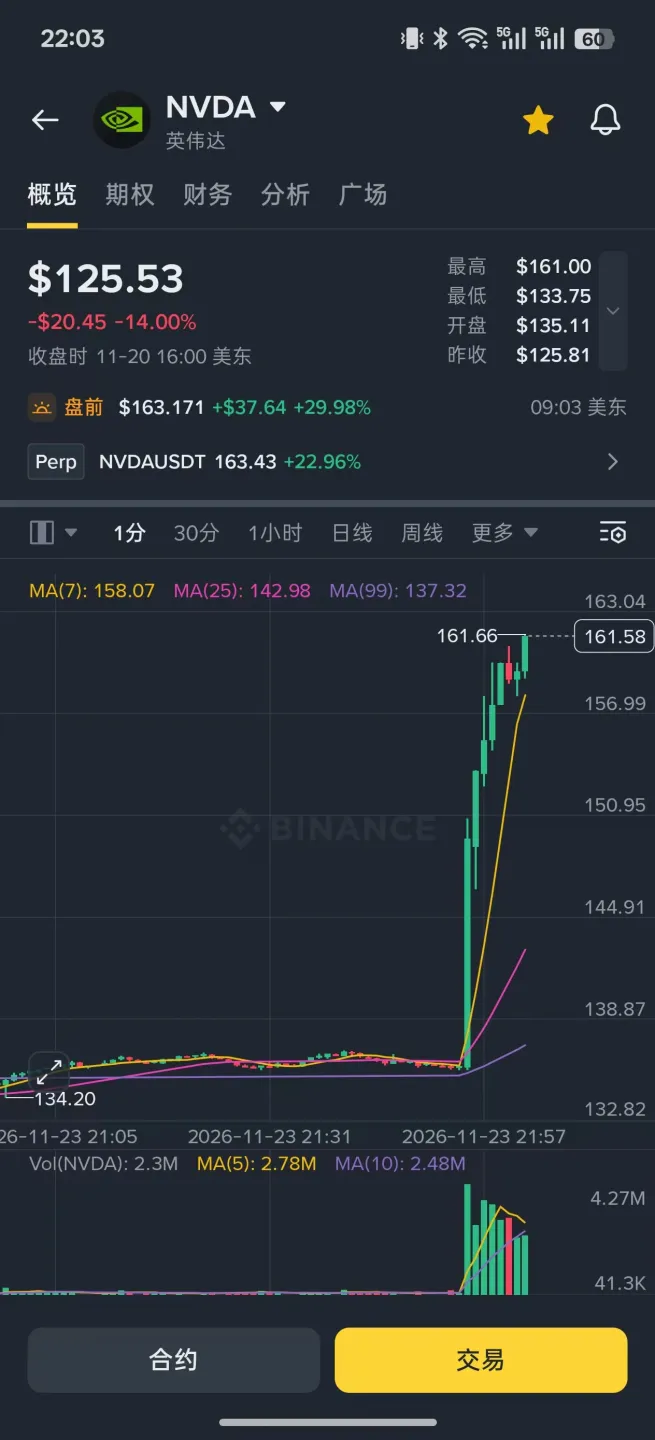 22:03
5G 5G 60
NVDA
英伟达
概览 期权 财务 分析 广场
$125.53
-$20.45 -14.00%
收盘时 11-20 16:00 美东
最高 $161.00
最低 $133.75
开盘 $135.11
昨收 $125.81
盘前 $163.171 +$37.64 +29.98% 09:03 美东
Perp NVDAUSDT 163.43 +22.96%
1分 30分 1小时 日线 周线 更多
MA(7): 158.07 MA(25): 142.98 MA(99): 137.32
163.04
161.66 161.58
156.99
150.95
BINANCE
144.91
138.87
134.20
132.82
26-11-23 21:05 2026-11-23 21:31 2026-11-23 21:57
Vol(NVDA): 2.3M MA(5): 2.78M MA(10): 2.48M
4.27M
41.3K
合约 交易